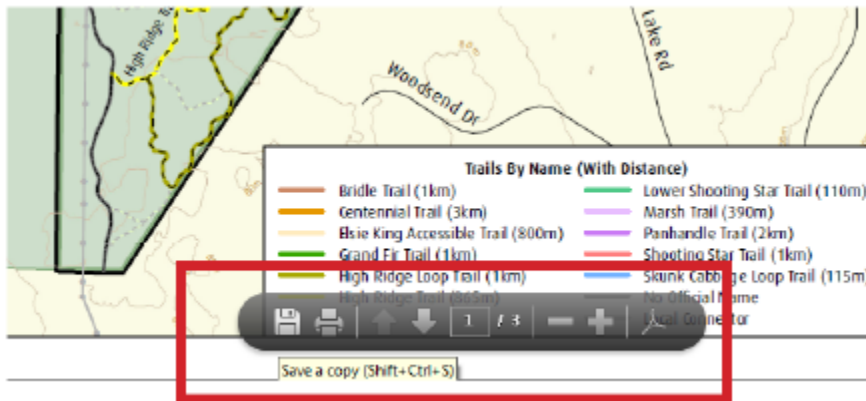 High Ridge
Lake Rd
Woodsend Dr
Trails By Name (With Distance)
Bridle Trail (1km)
Lower Shooting Star Trail (110m)
Centennial Trail (3km)
Marsh Trail (390m)
Elsie King Accessible Trail (800m)
Panhandle Trail (2km)
Grand Fir Trail (1km)
Shooting Star Trail (1km)
High Ridge Loop Trail (1km)
Skunk Cabbage Loop Trail (115m)
High Ridge Trail (865m)
No Official Name
Local Connector
1 / 3
Save a copy (Shift+Ctrl+S)